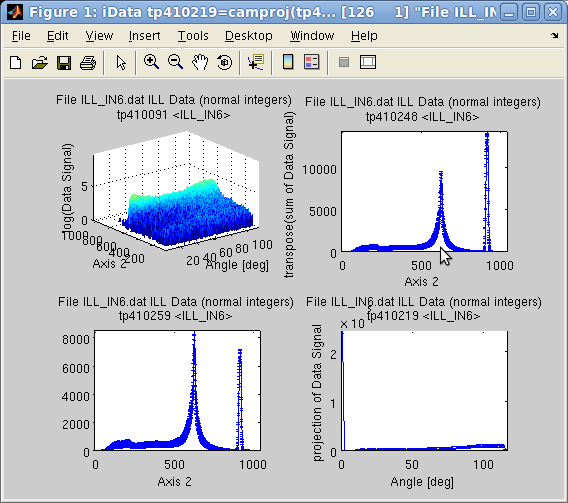 Figure 1: iData tp410219=camproj(tp4... [126 1] "File ILL_IN
File Edit View Insert Tools Desktop Window Help
File ILL_IN6.dat ILL Data (normal integers)
tp410091 <ILL_IN6>
log(Data Signal)
5
0
1000
800
600
400
200
Axis 2
20
40
60
80
100
Angle [deg]
File ILL_IN6.dat ILL Data (normal integers)
tp410248 <ILL_IN6>
transpose(sum of Data Signal)
10000
5000
0
0 500 1000
Axis 2
File ILL_IN6.dat ILL Data (normal integers)
tp410259 <ILL_IN6>
8000
6000
4000
2000
0
0 500 1000
Axis 2
File ILL_IN6.dat ILL Data (normal integers)
tp410219 <ILL_IN6>
× 10
projection of Data Signal
2
1
0
0 50 100
Angle [deg]